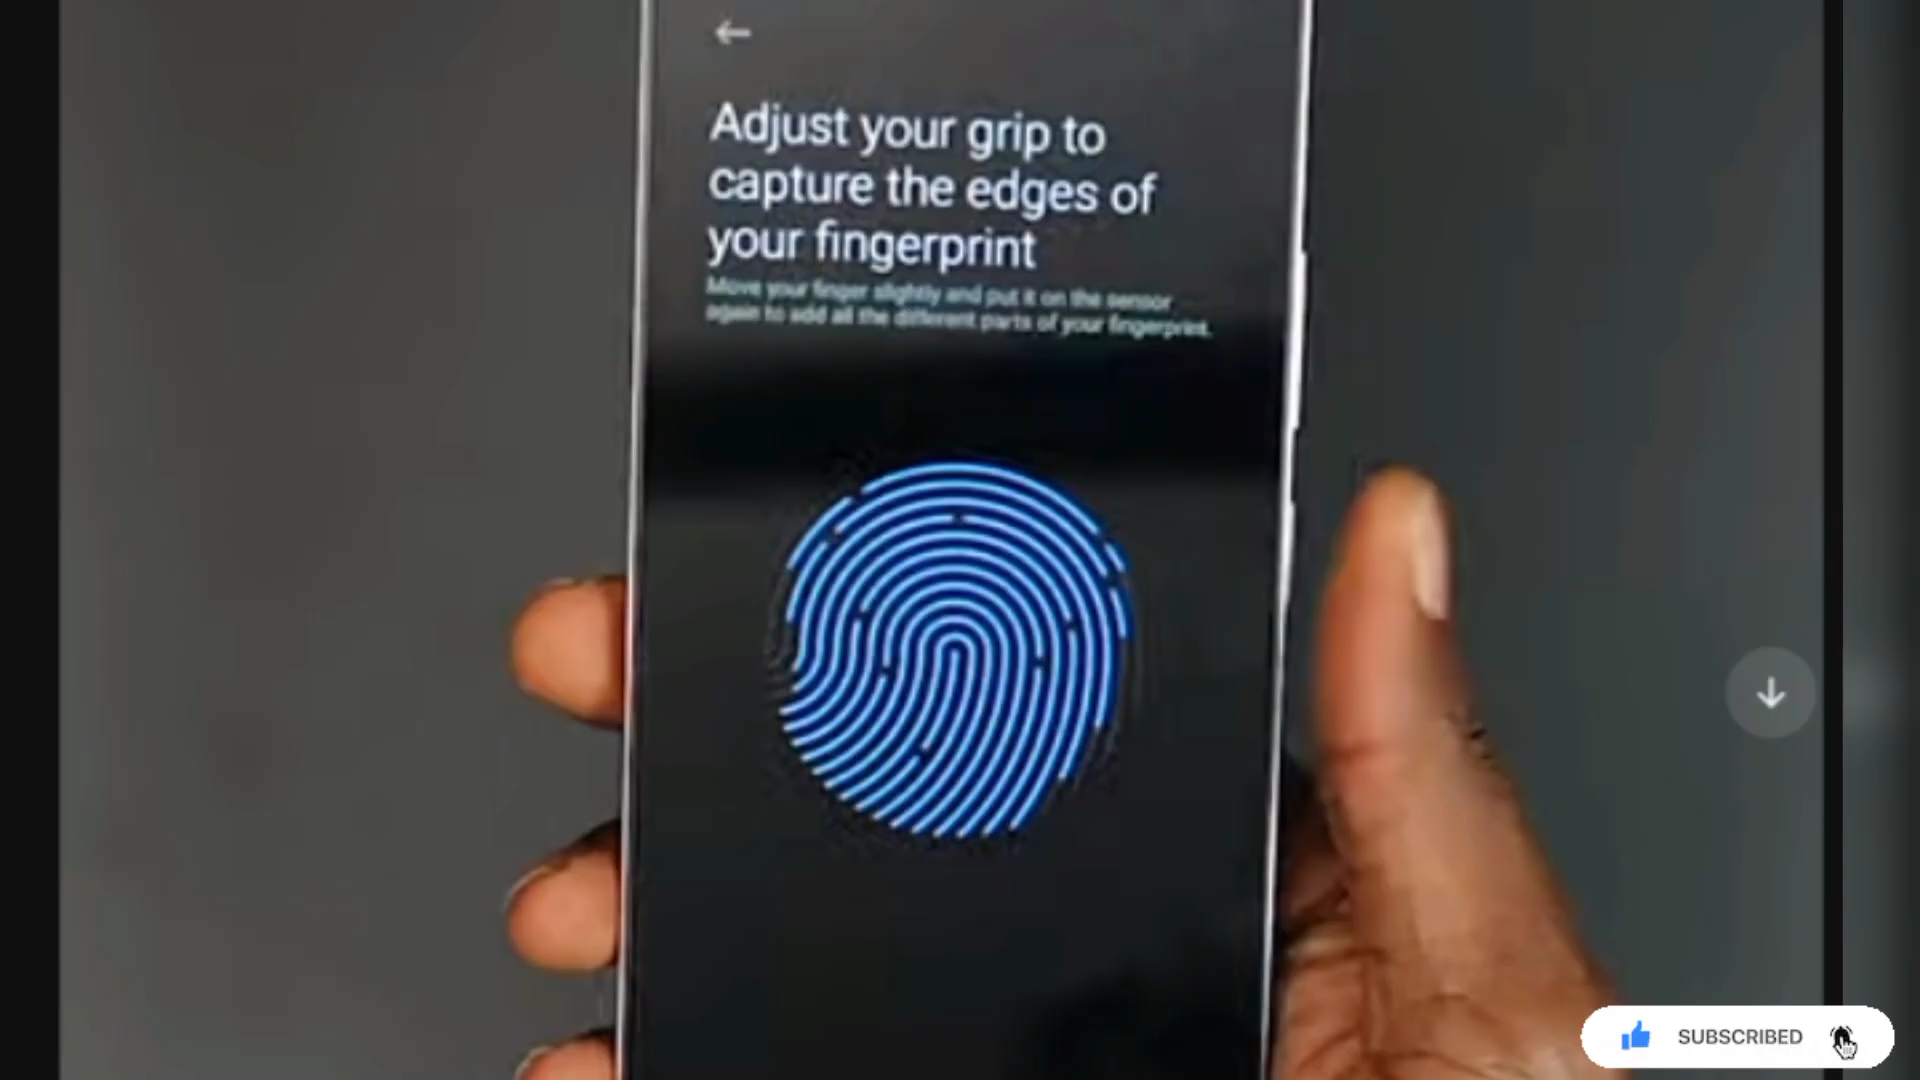 Adjust your grip to
capture the edges of
your fingerprint
Move your finger slightly and put it on the sensor
again to add all the different parts of your fingerprint.
SUBSCRIBED